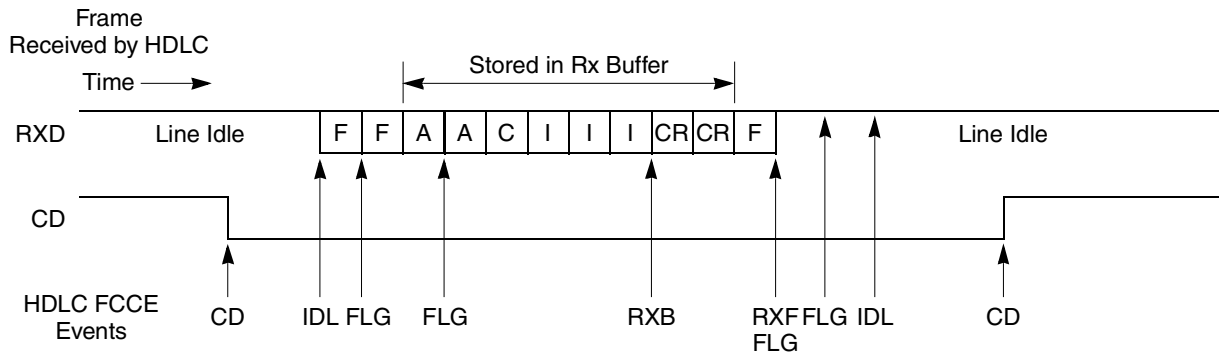 Frame
Received by HDLC
Stored in Rx Buffer
Time
RXD
Line Idle
F F A A C I I I CR CR F
Line Idle
CD
HDLC FCCE
Events
CD
IDL FLG
FLG
RXB
RXF FLG IDL
FLG
CD